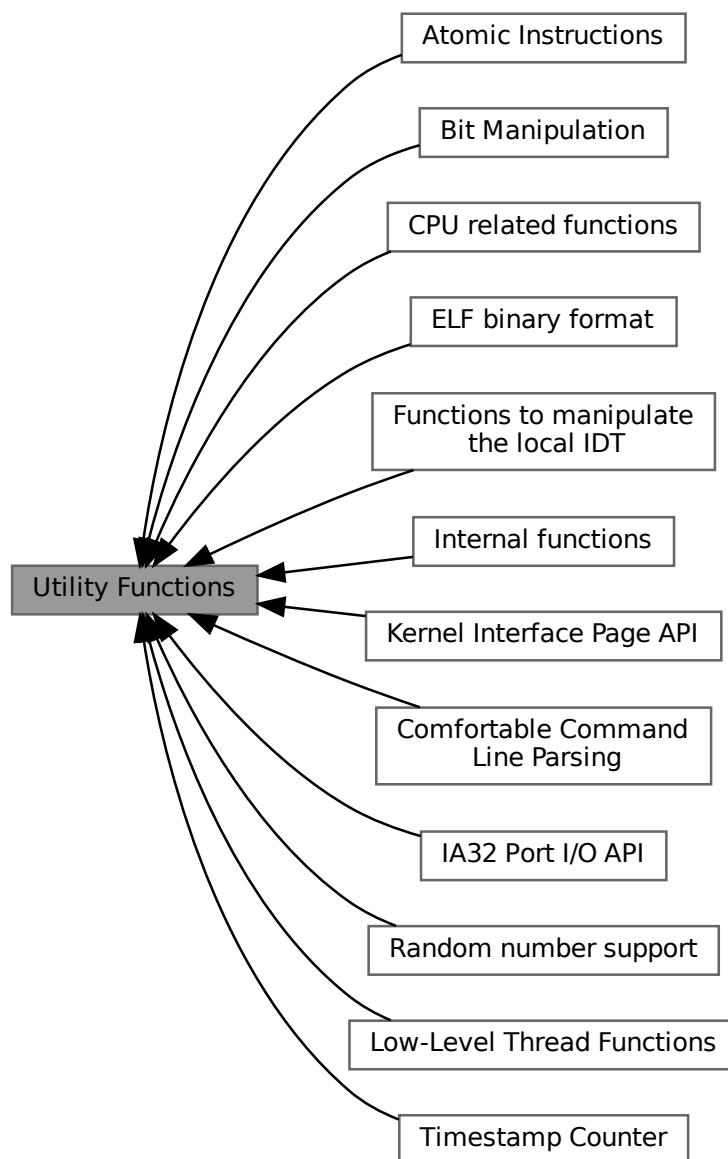 Atomic Instructions
Bit Manipulation
CPU related functions
ELF binary format
Functions to manipulate
the local IDT
Internal functions
Utility Functions
Kernel Interface Page API
Comfortable Command
Line Parsing
IA32 Port I/O API
Random number support
Low-Level Thread Functions
Timestamp Counter